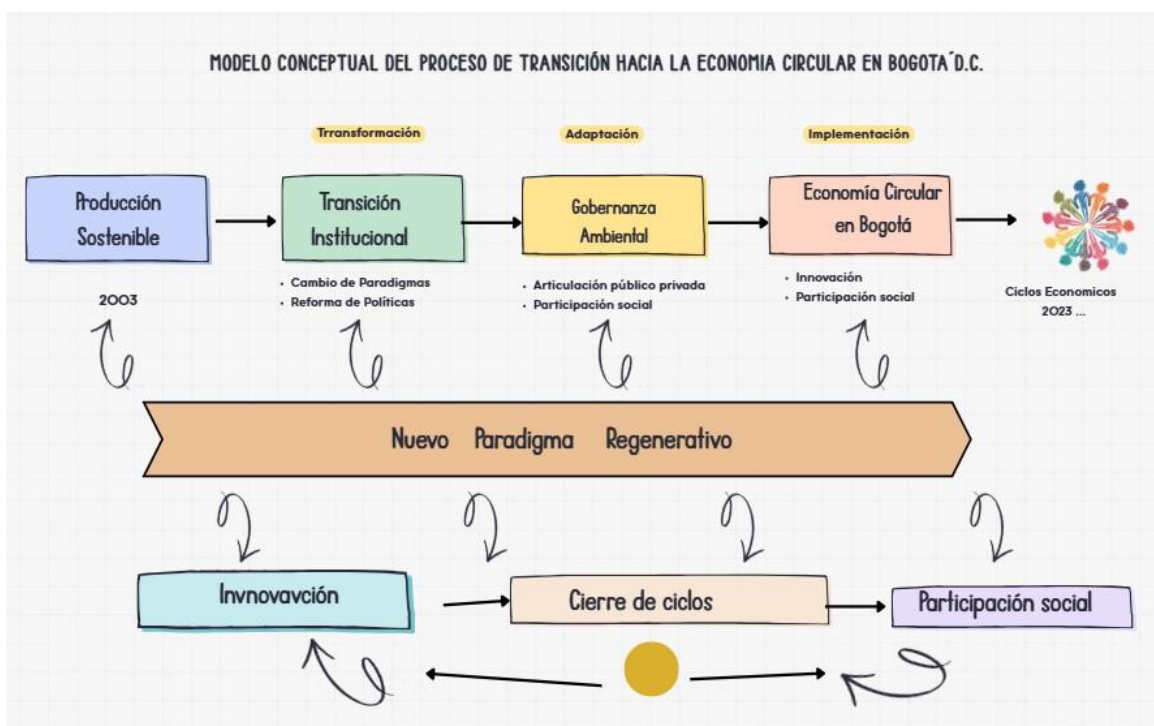 MODELO CONCEPTUAL DEL PROCESO DE TRANSICIÓN HACIA LA ECONOMIA CIRCULAR EN BOGOTA´D.C.
Trransformación
Adaptación
Implementación
Producción
Sostenible
Transición
Institucional
Gobernanza
Ambiental
Economía Circular
en Bogotá
2003
• Cambio de Paradigmas
• Reforma de Políticas
• Articulación público privada
• Participación social
• Innovación
• Participación social
Ciclos Economicos
2023 ...
Nuevo Paradigma Regenerativo
Invnovavción
Cierre de ciclos
Participación social